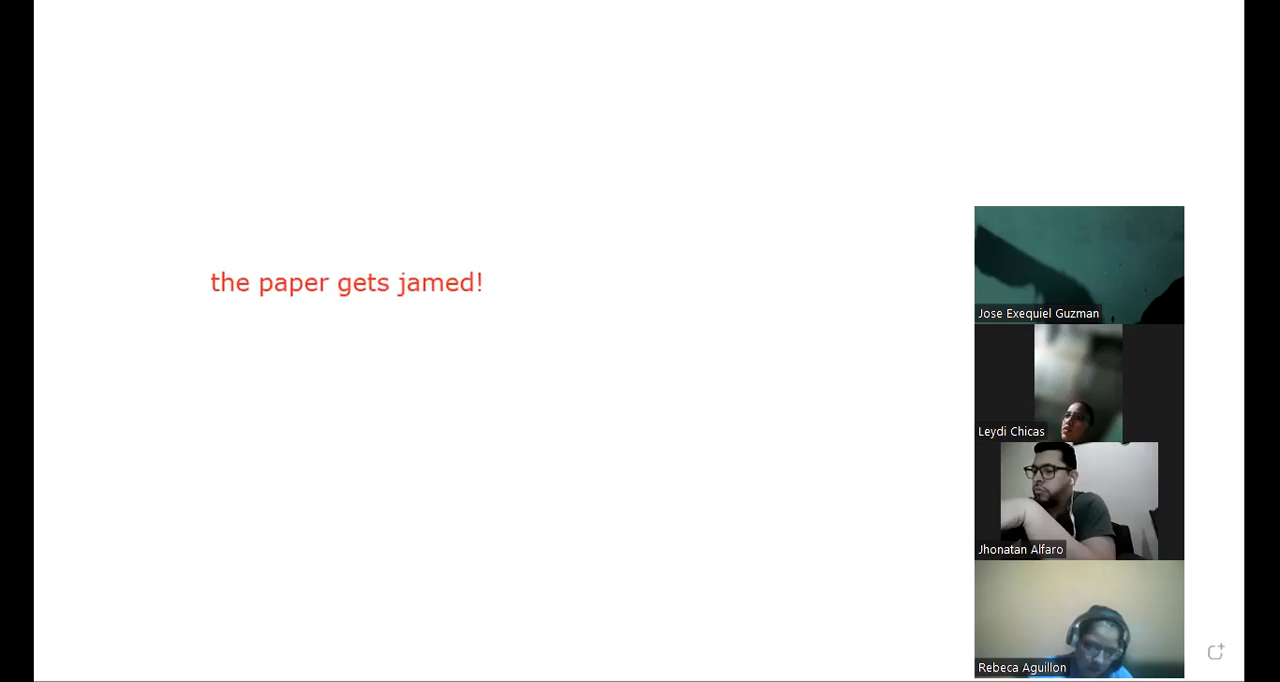 the paper gets jamed!
Jose Exequiel Guzman
Leydi Chicas
Jhonatan Alfaro
Rebeca Aguillon